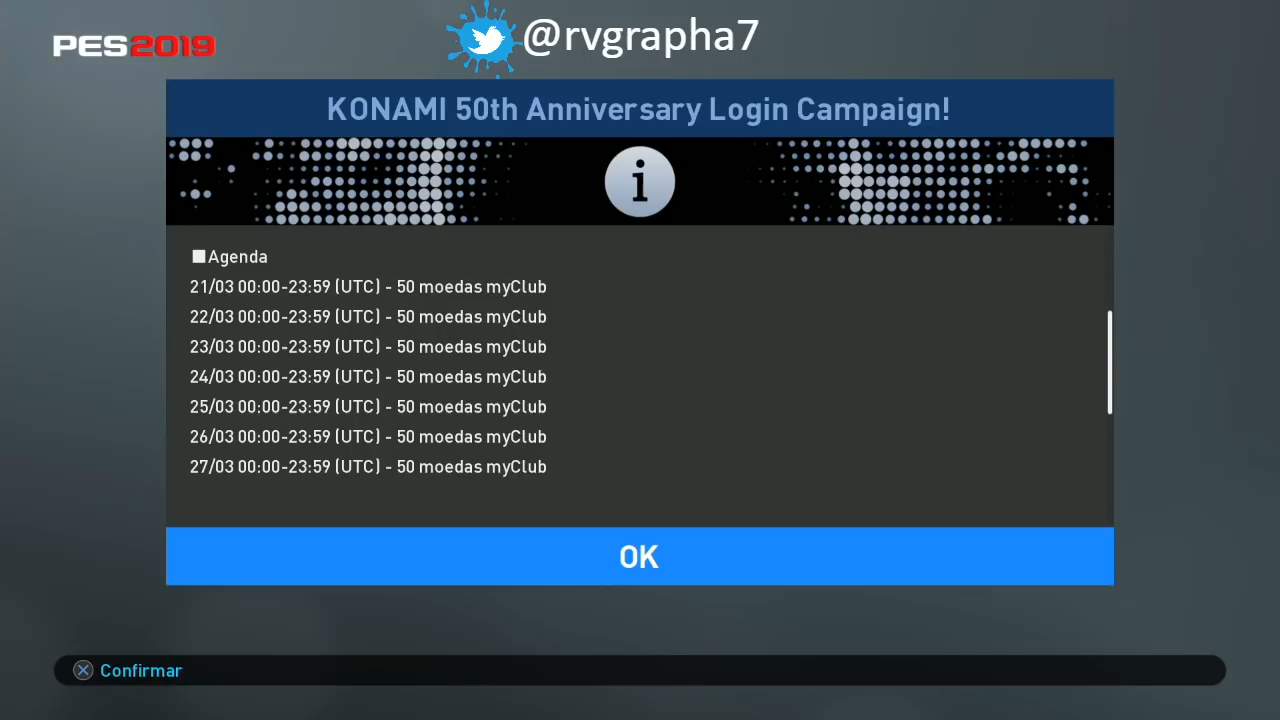 @rvgrapha7
PES2019
KONAMI 50th Anniversary Login Campaign!
i
■Agenda
21/03 00:00-23:59 (UTC) - 50 moedas myClub
22/03 00:00-23:59 (UTC) - 50 moedas myClub
23/03 00:00-23:59 (UTC) - 50 moedas myClub
24/03 00:00-23:59 (UTC) - 50 moedas myClub
25/03 00:00-23:59 (UTC) - 50 moedas myClub
26/03 00:00-23:59 (UTC) - 50 moedas myClub
27/03 00:00-23:59 (UTC) - 50 moedas myClub
OK
Confirmar